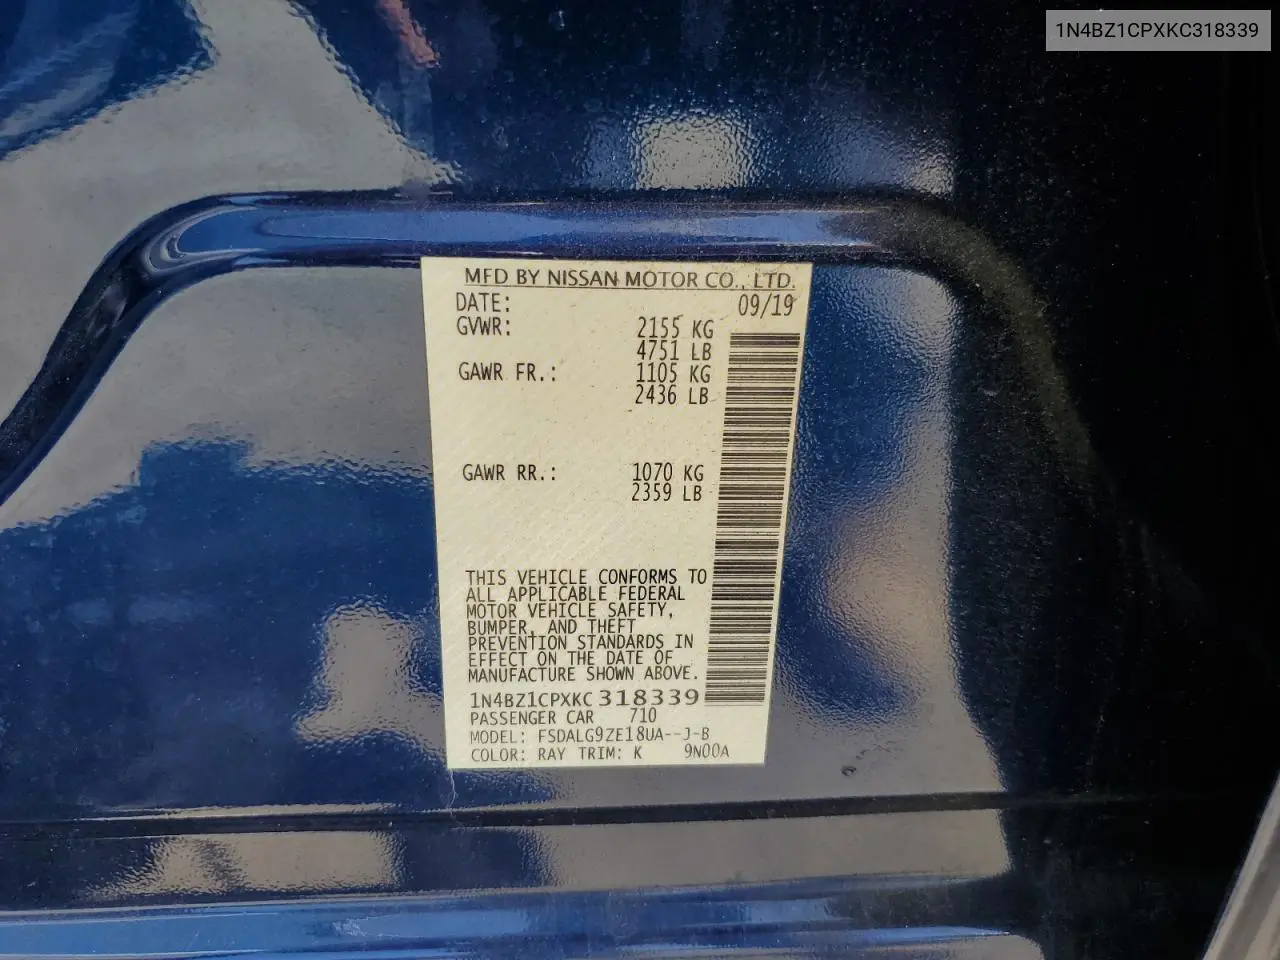 1N4BZ1CPXKC318339
MFD BY NISSAN MOTOR CO., LTD.
DATE: 09/19
GVWR: 2155 KG
4751 LB
GAWR FR.: 1105 KG
2436 LB
GAWR RR.: 1070 KG
2359 LB
THIS VEHICLE CONFORMS TO
ALL APPLICABLE FEDERAL
MOTOR VEHICLE SAFETY,
BUMPER, AND THEFT
PREVENTION STANDARDS IN
EFFECT ON THE DATE OF
MANUFACTURE SHOWN ABOVE.
1N4BZ1CPXKC318339
PASSENGER CAR 710
MODEL: FSDALG9ZE18UA--J-B
COLOR: RAY TRIM: K 9N00A